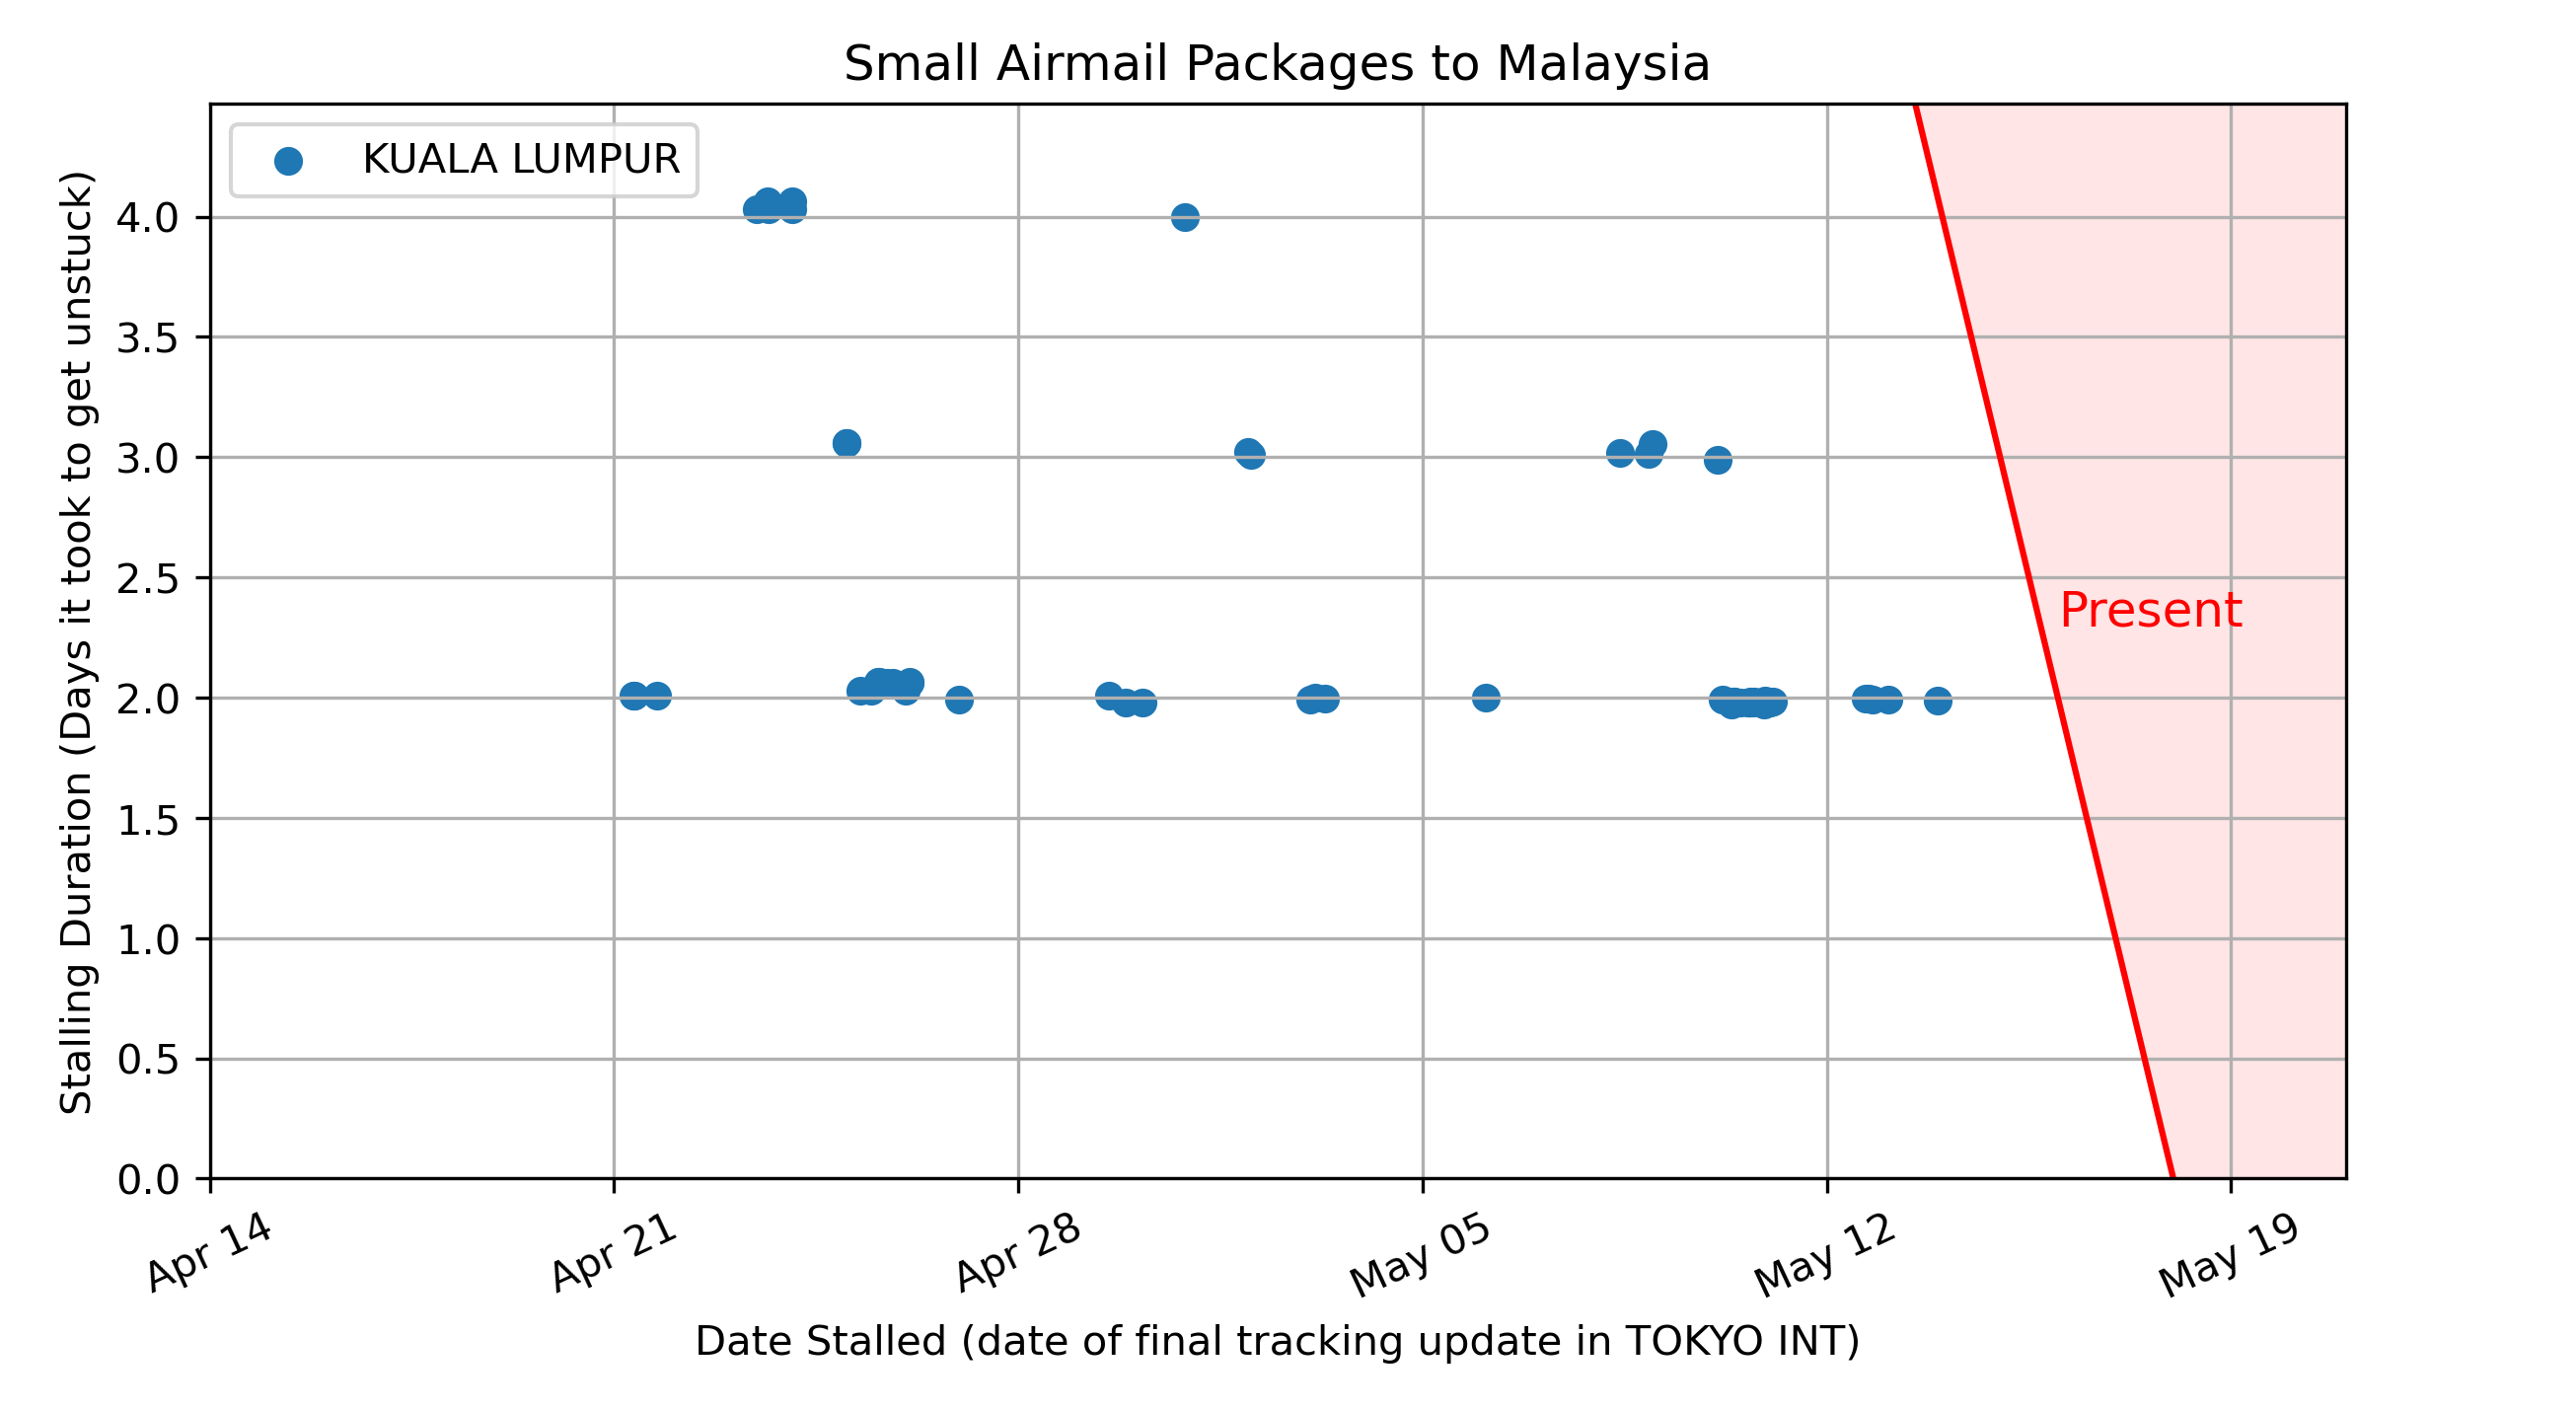 Small Airmail Packages to Malaysia
KUALA LUMPUR
Stalling Duration (Days it took to get unstuck)
4.0
3.5
3.0
2.5
2.0
1.5
1.0
0.5
0.0
Present
Apr 14
Apr 21
Apr 28
May 05
May 12
May 19
Date Stalled (date of final tracking update in TOKYO INT)